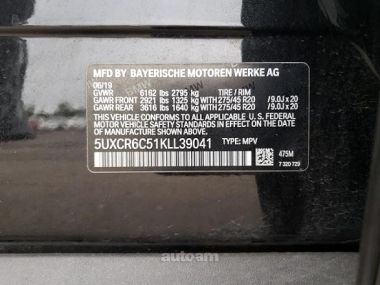 MFD BY BAYERISCHE MOTOREN WERKE AG
06/19
GVWR 6162 lbs 2795 kg TIRE / RIM
GAWR FRONT 2921 lbs 1325 kg WITH 275/45 R20 / 9.0J x 20
GAWR REAR 3616 lbs 1640 kg WITH 275/45 R20 / 9.0J x 20
THIS VEHICLE CONFORMS TO ALL APPLICABLE U.S. FEDERAL
MOTOR VEHICLE SAFETY STANDARDS IN EFFECT ON THE DATE OF
MANUFACTURE SHOWN ABOVE.
5UXCR6C51KLL39041 TYPE: MPV 475M
7 320 729
auto.am